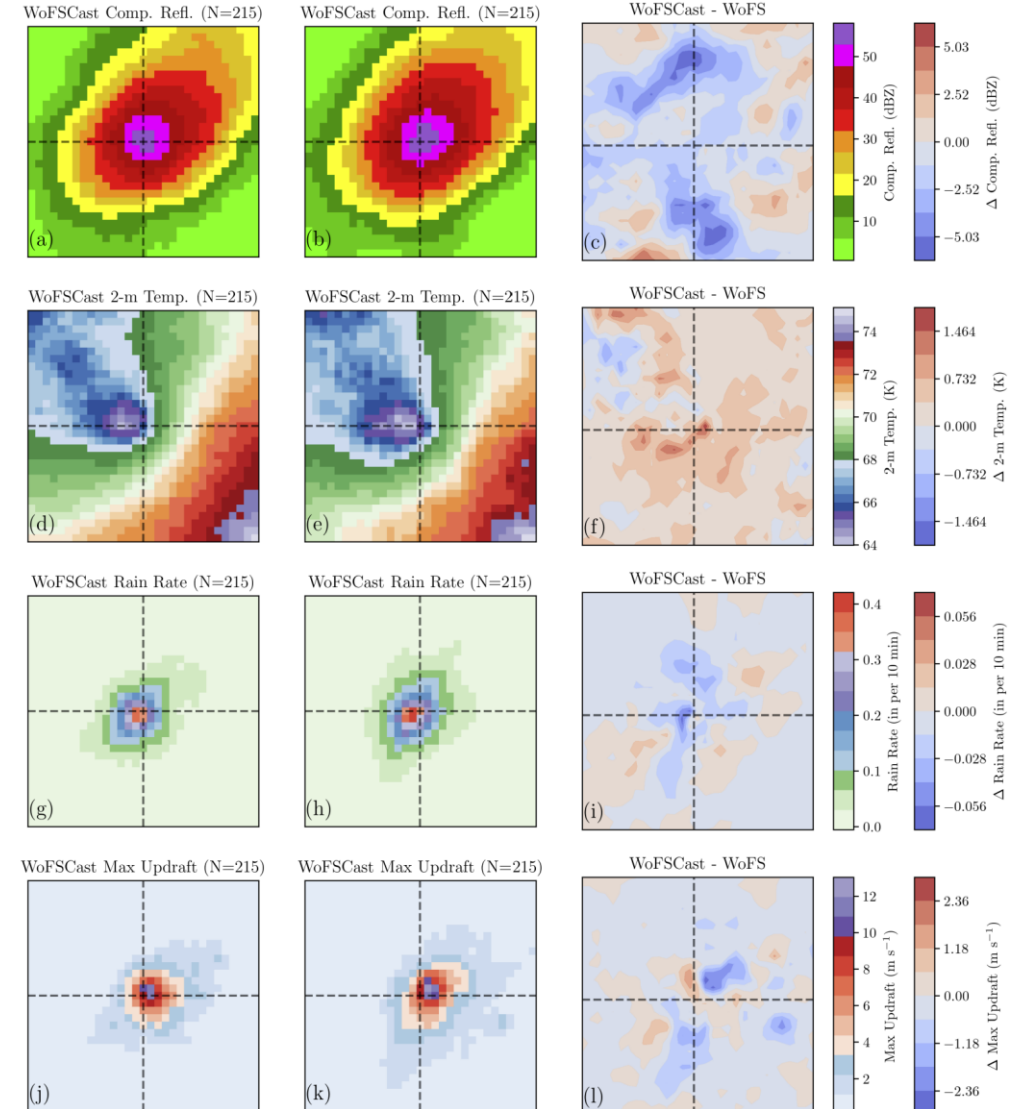 WoFSCast Comp. Refl. (N=215)
WoFSCast Comp. Refl. (N=215)
WoFSCast - WoFS
(a)
(b)
(c)
50
40
30
20
10
Comp. Refl. (dBZ)
5.03
2.52
0.00
−2.52
−5.03
Δ Comp. Refl. (dBZ)
WoFSCast 2-m Temp. (N=215)
WoFSCast 2-m Temp. (N=215)
WoFSCast - WoFS
(d)
(e)
(f)
74
72
70
68
66
64
2-m Temp. (K)
1.464
0.732
0.000
−0.732
−1.464
Δ 2-m Temp. (K)
WoFSCast Rain Rate (N=215)
WoFSCast Rain Rate (N=215)
WoFSCast - WoFS
(g)
(h)
(i)
0.4
0.3
0.2
0.1
0.0
Rain Rate (in per 10 min)
0.056
0.028
0.000
−0.028
−0.056
Δ Rain Rate (in per 10 min)
WoFSCast Max Updraft (N=215)
WoFSCast Max Updraft (N=215)
WoFSCast - WoFS
(j)
(k)
(l)
12
10
8
6
4
2
Max Updraft (m s⁻¹)
2.36
1.18
0.00
−1.18
−2.36
Δ Max Updraft (m s⁻¹)